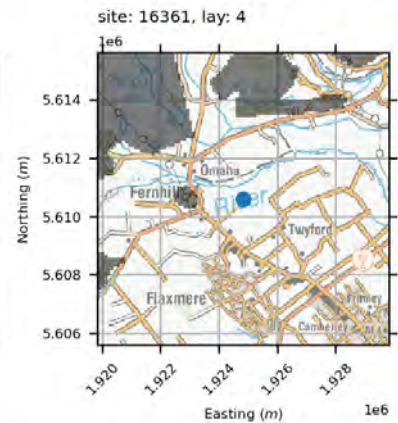 site: 16361, lay: 4
1e6
5.614
5.612
5.610
5.608
5.606
Northing (m)
Omaha
Fernhill
River
Twyford
Flaxmere
Camberley
1.920
1.922
1.924
1.926
1.928
1e6
Easting (m)